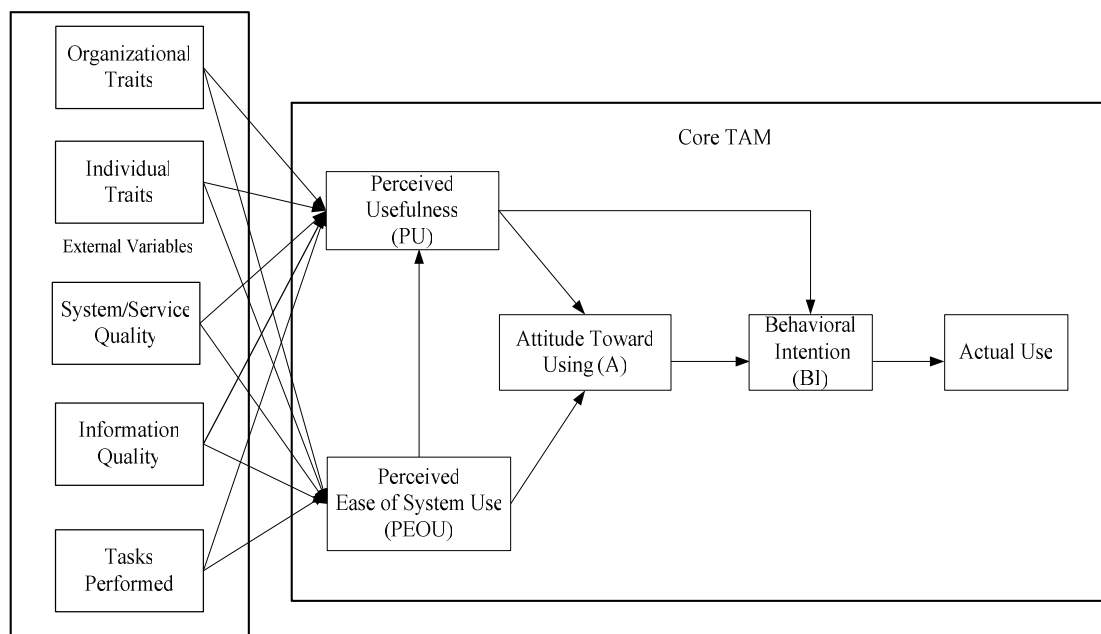 Organizational
Traits
Individual
Traits
External Variables
System/Service
Quality
Information
Quality
Tasks
Performed
Core TAM
Perceived
Usefulness
(PU)
Attitude Toward
Using (A)
Behavioral
Intention
(BI)
Actual Use
Perceived
Ease of System Use
(PEOU)